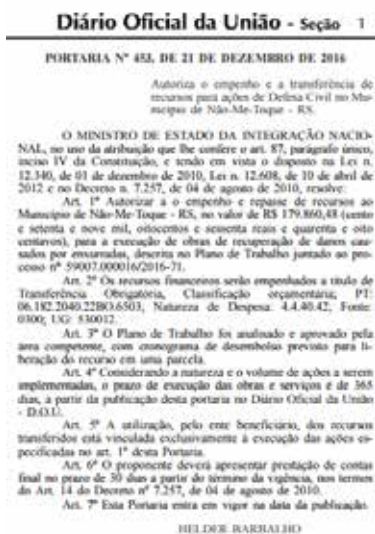 Diário Oficial da União - Seção 1
PORTARIA Nº 453, DE 21 DE DEZEMBRO DE 2016
Autoriza o empenho e a transferência de
recursos para ações de Defesa Civil no Mu-
nicípio de Não-Me-Toque - RS.
O MINISTRO DE ESTADO DA INTEGRAÇÃO NACIO-
NAL, no uso da atribuição que lhe confere o art. 87, parágrafo único,
inciso IV da Constituição, e tendo em vista o disposto na Lei n.
12.340, de 01 de dezembro de 2010, Lei n. 12.608, de 10 de abril de
2012 e no Decreto n. 7.257, de 04 de agosto de 2010, resolve:
Art. 1º Autorizar a o empenho e repasse de recursos ao
Município de Não-Me-Toque - RS, no valor de R$ 179.860,48 (cento
e setenta e nove mil, oitocentos e sessenta reais e quarenta e oito
centavos), para a execução de obras de recuperação de danos cau-
sados por enxurradas, descrita no Plano de Trabalho juntado ao pro-
cesso nº 59007.000016/2016-71.
Art. 2º Os recursos financeiros serão empenhados a título de
Transferência Obrigatória, Classificação orçamentária; PT:
06.182.2040.22BO.6503, Natureza de Despesa: 4.4.40.42, Fonte:
0300; UG: 530012.
Art. 3º O Plano de Trabalho foi analisado e aprovado pela
área competente, com cronograma de desembolso previsto para li-
beração do recurso em uma parcela.
Art. 4º Considerando a natureza e o volume de ações a serem
implementadas, o prazo de execução das obras e serviços é de 365
dias, a partir da publicação desta portaria no Diário Oficial da União
- D.O.U.
Art. 5º A utilização, pelo ente beneficiário, dos recursos
transferidos está vinculada exclusivamente à execução das ações es-
pecificadas no art. 1º desta Portaria.
Art. 6º O proponente deverá apresentar prestação de contas
final no prazo de 30 dias a partir do término da vigência, nos termos
do Art. 14 do Decreto nº 7.257, de 04 de agosto de 2010.
Art. 7º Esta Portaria entra em vigor na data da publicação.
HELDER BARBALHO